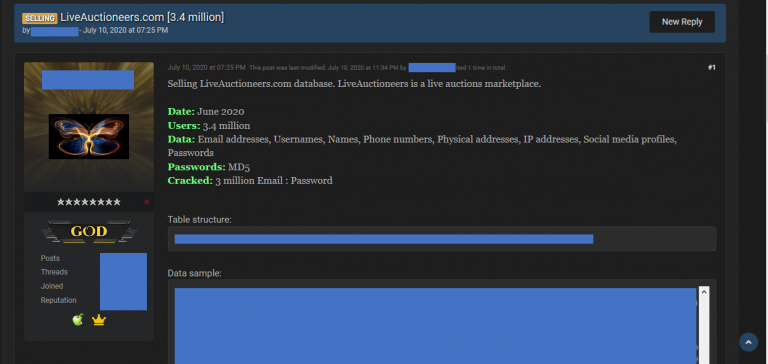 SELLING LiveAuctioneers.com [3.4 million]
by - July 10, 2020 at 07:25 PM
New Reply
July 10, 2020 at 07:25 PM This post was last modified: July 10, 2020 at 11:34 PM by ited 1 time in total.
#1
Selling LiveAuctioneers.com database. LiveAuctioneers is a live auctions marketplace.
Date: June 2020
Users: 3.4 million
Data: Email addresses, Usernames, Names, Phone numbers, Physical addresses, IP addresses, Social media profiles,
Passwords
Passwords: MD5
Cracked: 3 million Email : Password
GOD
Posts
Threads
Joined
Reputation
Table structure:
Data sample: